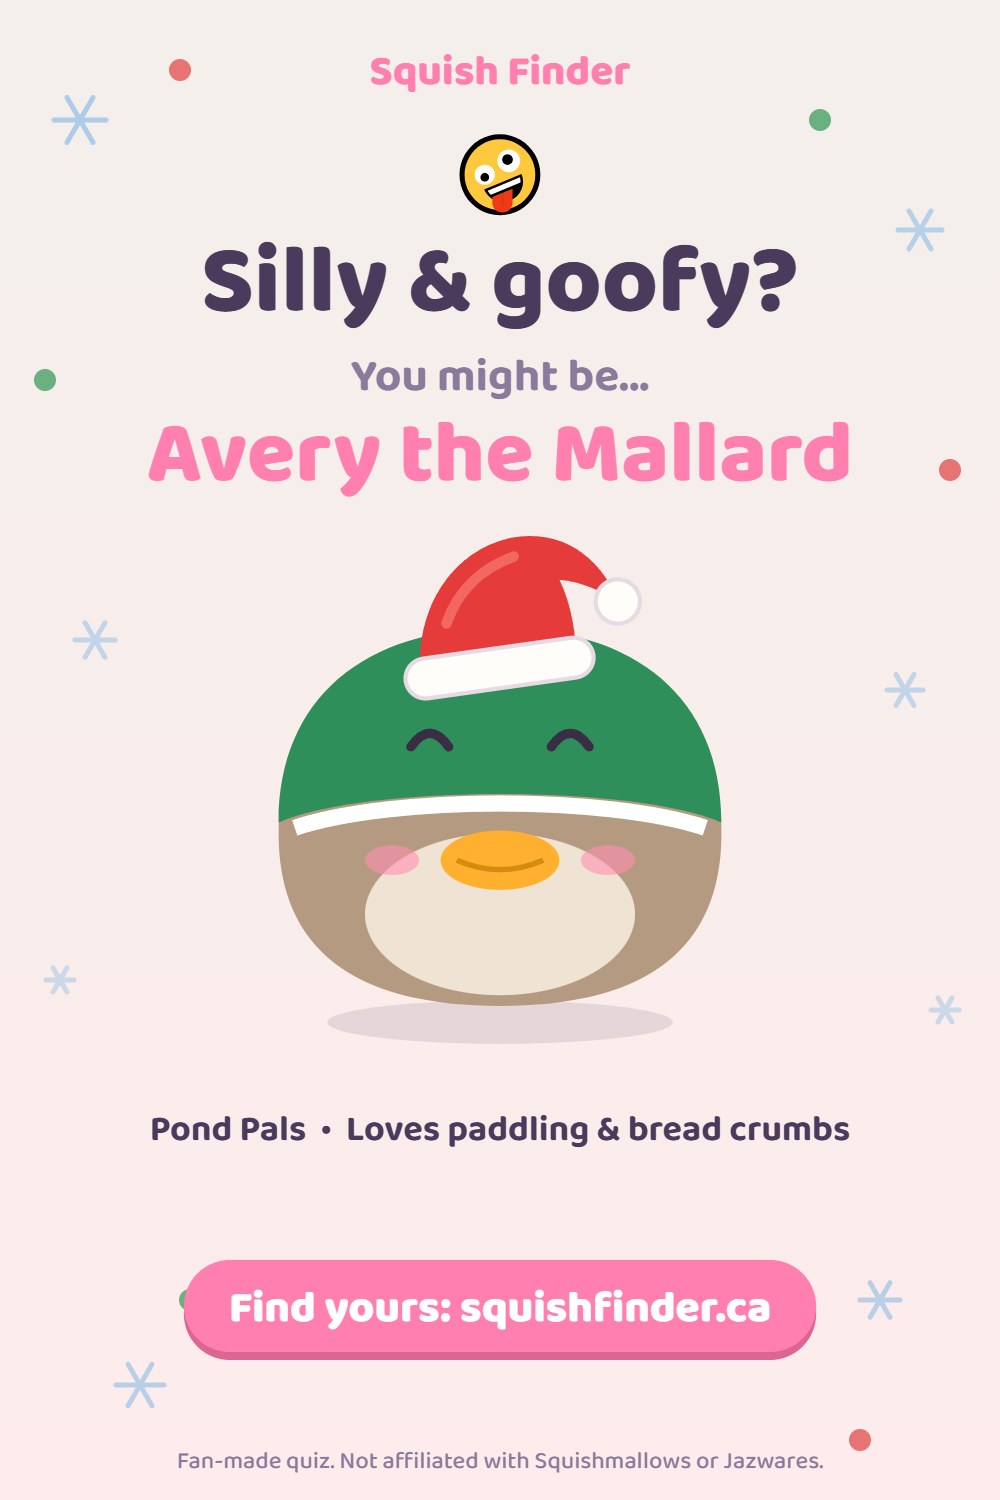 Squish Finder
Silly & goofy?
You might be...
Avery the Mallard
Pond Pals • Loves paddling & bread crumbs
Find yours: squishfinder.ca
Fan-made quiz. Not affiliated with Squishmallows or Jazwares.